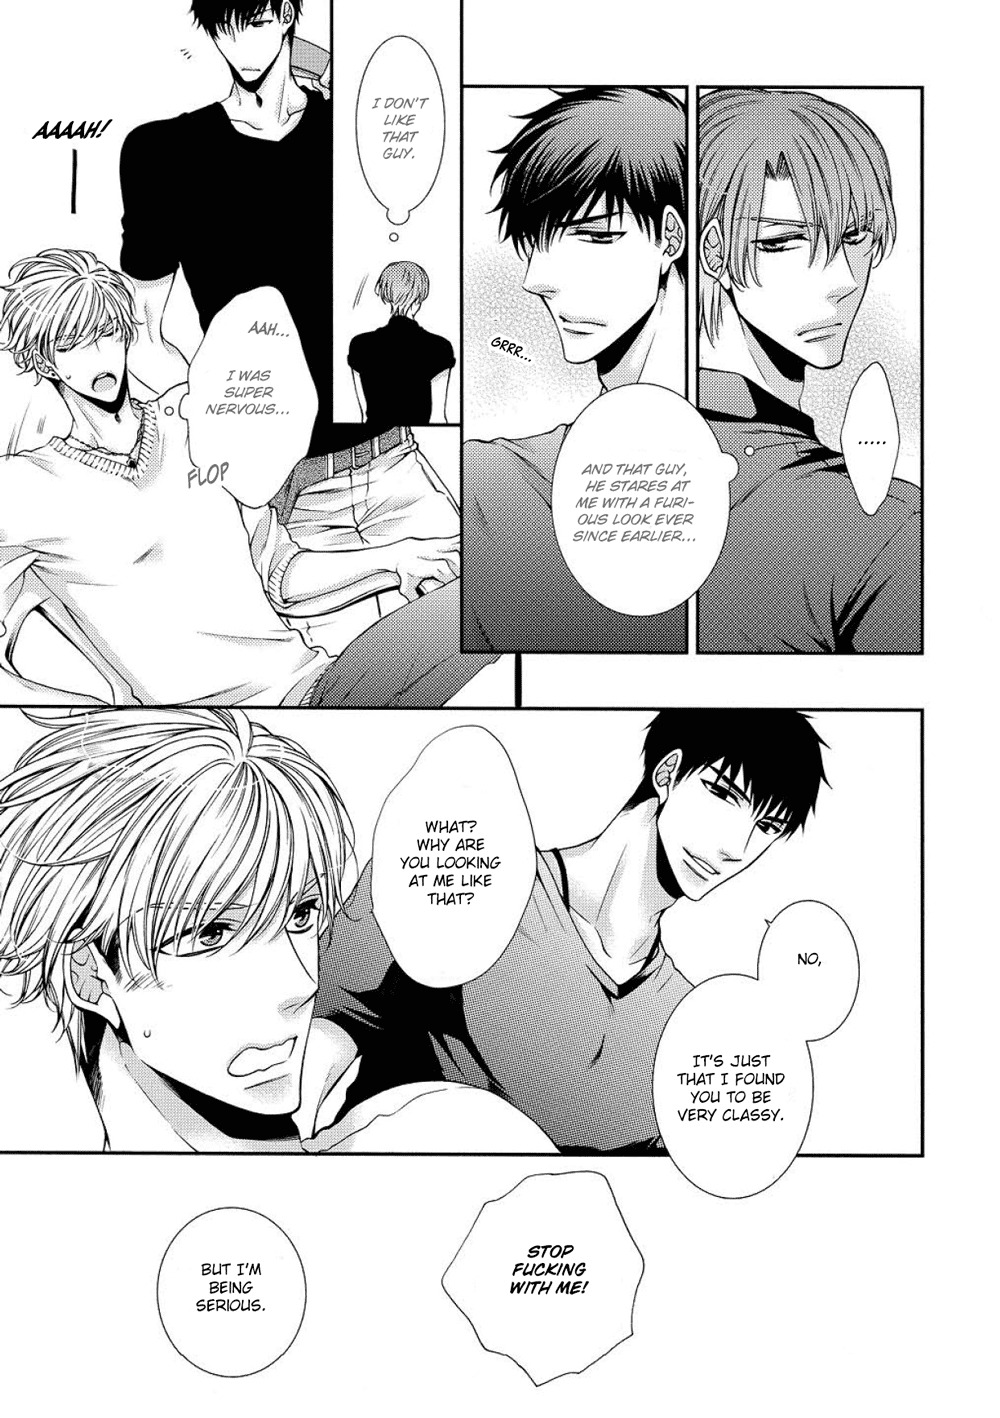 .....
GRRR...
AND THAT GUY,
HE STARES AT
ME WITH A FURI-
OUS LOOK EVER
SINCE EARLIER...
I DON'T
LIKE
THAT
GUY.
AAAAH!
AAH...
I WAS
SUPER
NERVOUS...
FLOP
WHAT?
WHY ARE
YOU LOOKING
AT ME LIKE
THAT?
NO,
IT'S JUST
THAT I FOUND
YOU TO BE
VERY CLASSY.
STOP
FUCKING
WITH ME!
BUT I'M
BEING
SERIOUS.